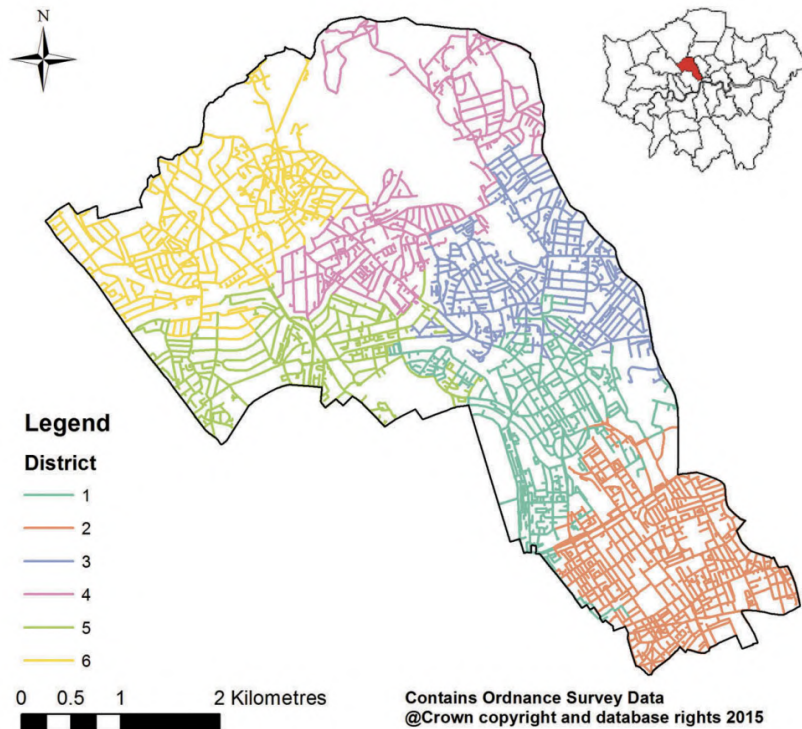 N
Legend
District
1
2
3
4
5
6
0 0.5 1 2 Kilometres
Contains Ordnance Survey Data
@Crown copyright and database rights 2015